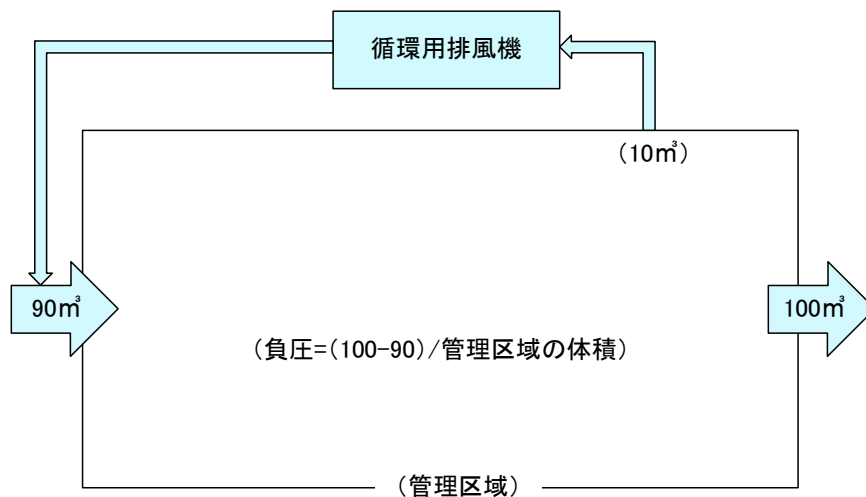 循環用排風機
（10㎥）
90㎥
100㎥
（負圧=(100-90)/管理区域の体積）
（管理区域）